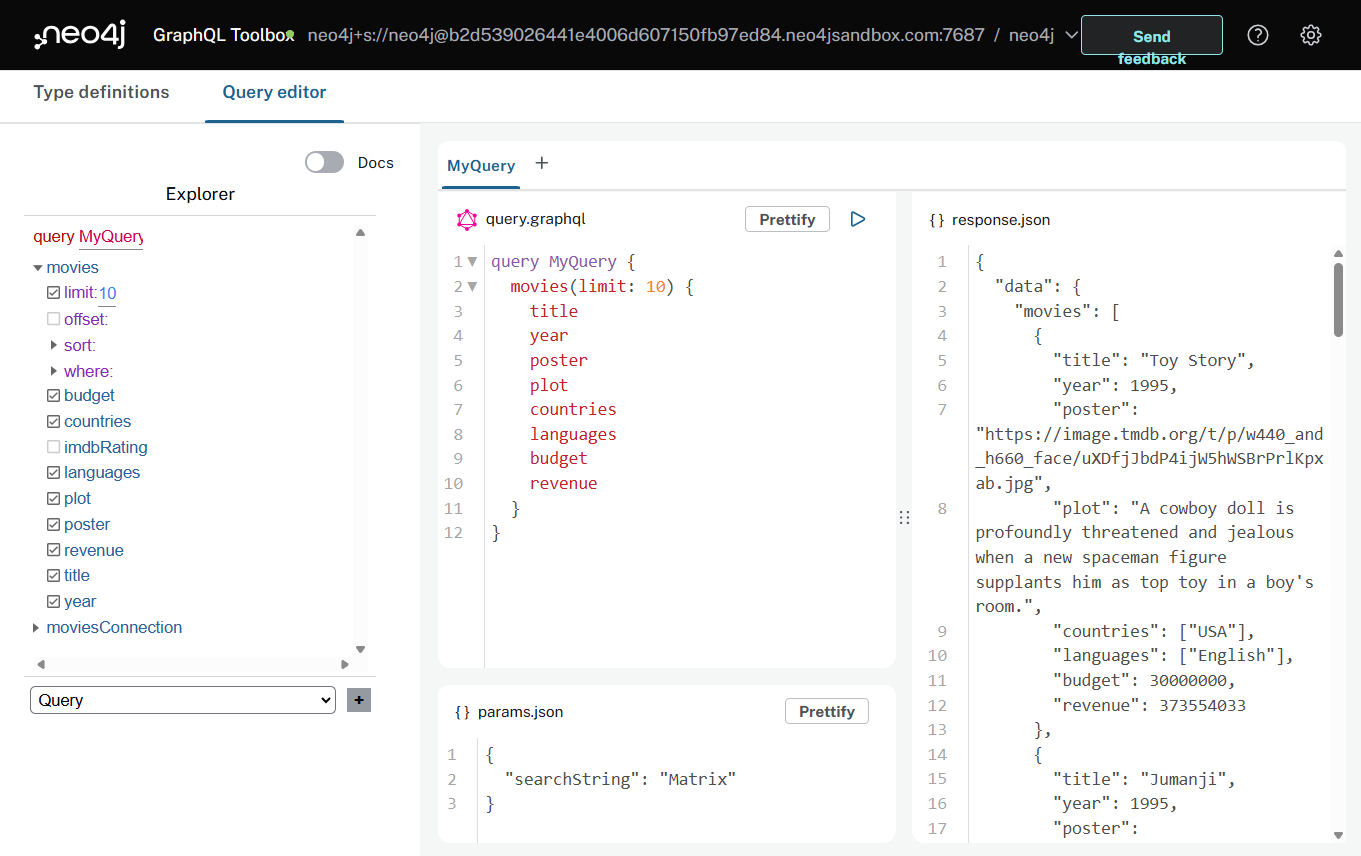 neo4j GraphQL Toolbox neo4j+s://neo4j@b2d539026441e4006d607150fb97ed84.neo4jsandbox.com:7687 / neo4j Send feedback
Type definitions Query editor
Docs
Explorer
query MyQuery
movies
limit: 10
offset:
sort:
where:
budget
countries
imdbRating
languages
plot
poster
revenue
title
year
moviesConnection
Query +
MyQuery +
query.graphql Prettify
1 query MyQuery {
2 movies(limit: 10) {
3 title
4 year
5 poster
6 plot
7 countries
8 languages
9 budget
10 revenue
11 }
12 }
{ } params.json Prettify
1 {
2 "searchString": "Matrix"
3 }
{ } response.json
1 {
2 "data": {
3 "movies": [
4 {
5 "title": "Toy Story",
6 "year": 1995,
7 "poster":
"https://image.tmdb.org/t/p/w440_and
_h660_face/uXDfjJbdP4ijW5hWSBrPrlKpx
ab.jpg",
8 "plot": "A cowboy doll is
profoundly threatened and jealous
when a new spaceman figure
supplants him as top toy in a boy's
room.",
9 "countries": ["USA"],
10 "languages": ["English"],
11 "budget": 30000000,
12 "revenue": 373554033
13 },
14 {
15 "title": "Jumanji",
16 "year": 1995,
17 "poster":